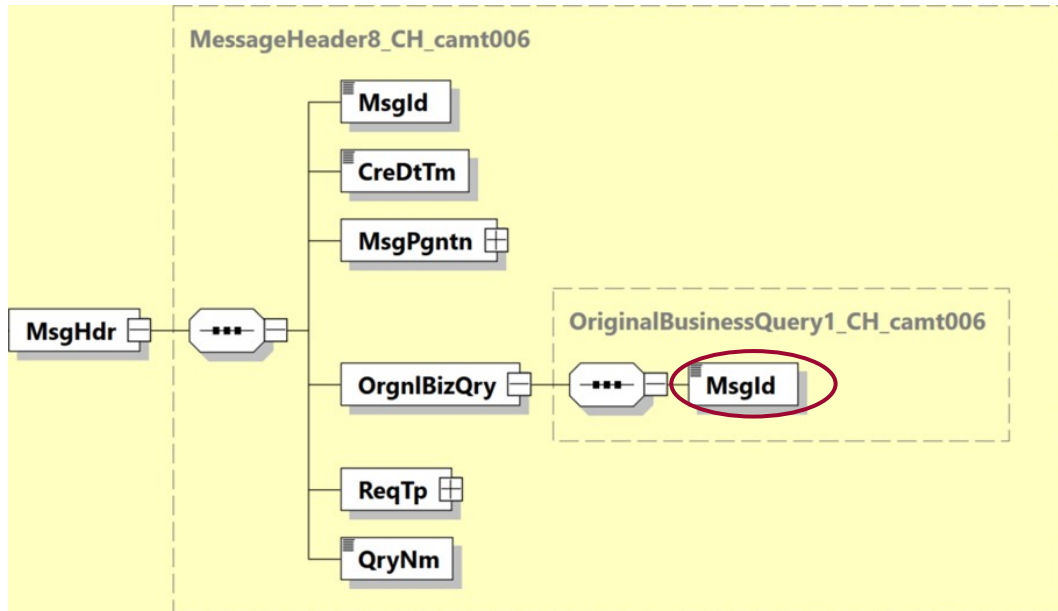 MessageHeader8_CH_camt006
MsgId
CreDtTm
MsgPgntn
MsgHdr
OriginalBusinessQuery1_CH_camt006
OrgnlBizQry
MsgId
ReqTp
QryNm